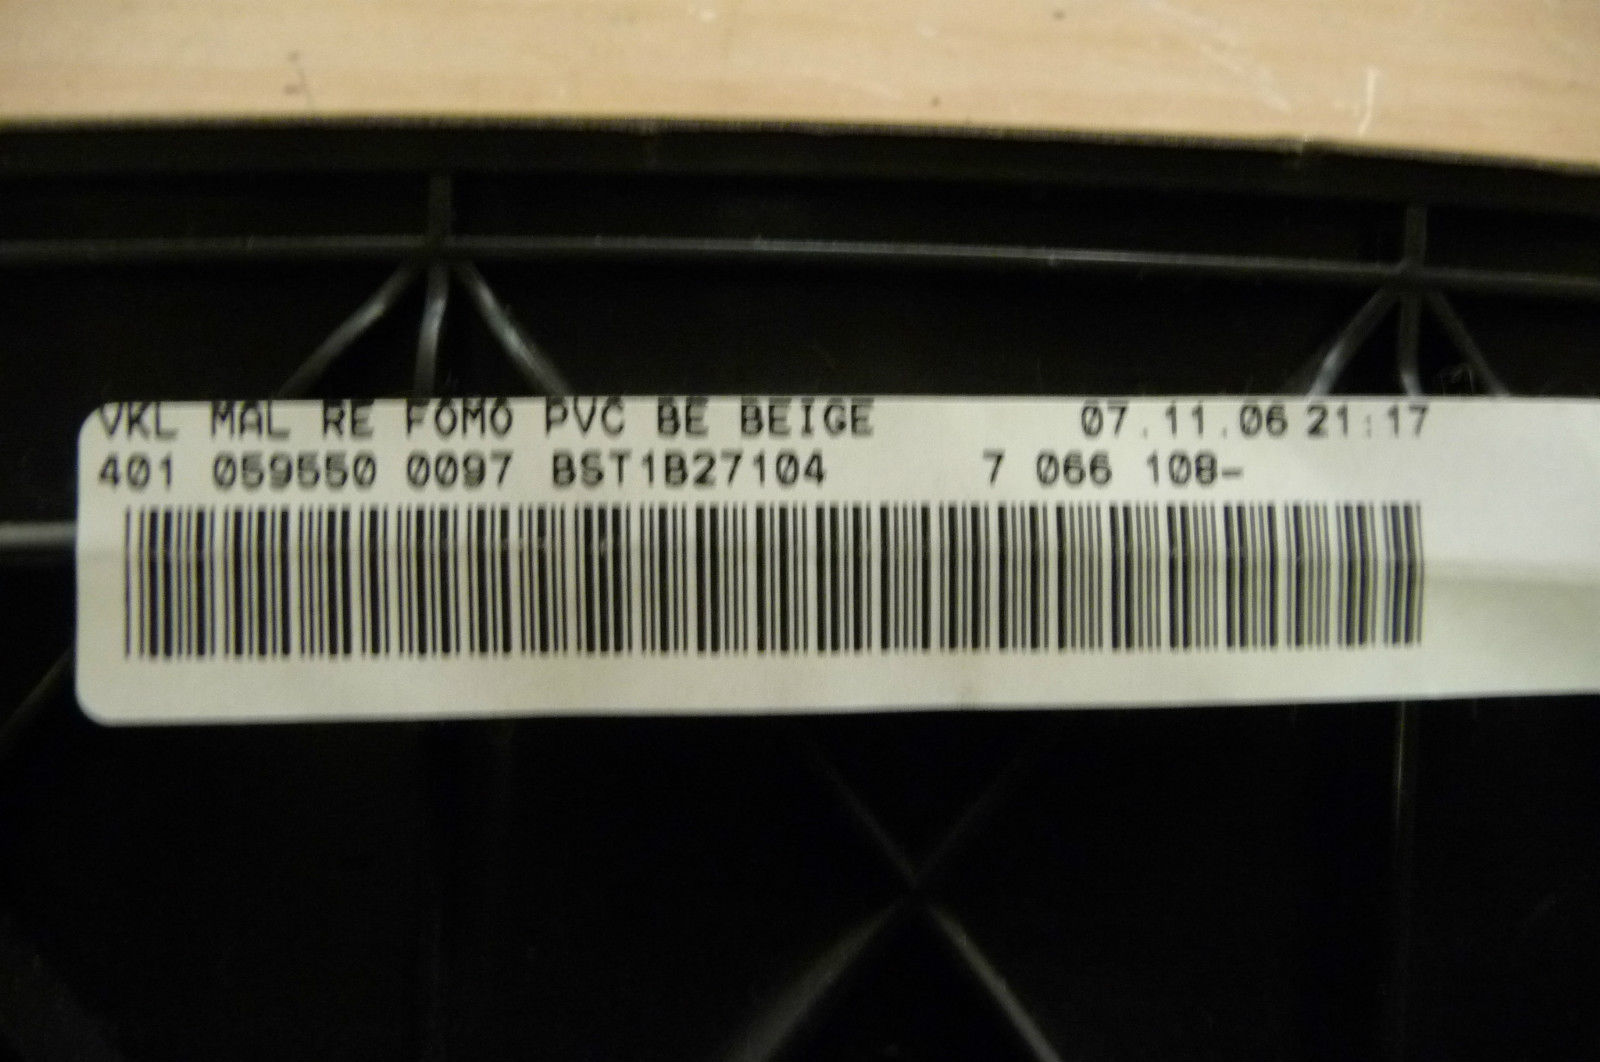 VKL MAL RE FOMO PVC BE BEIGE 07.11.06 21:17
401 059550 0097 BST1B27104 7 066 108-